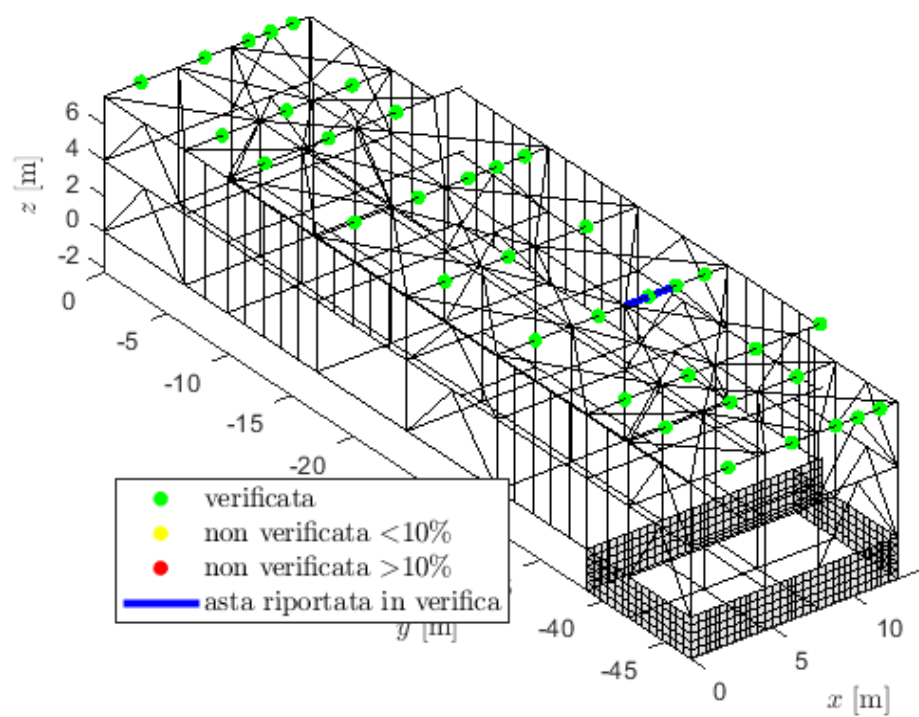 6
4
2
0
-2
z [m]
0
-5
-10
-15
-20
-40
-45
y [m]
0
5
10
x [m]
verificata
non verificata <10%
non verificata >10%
asta riportata in verifica